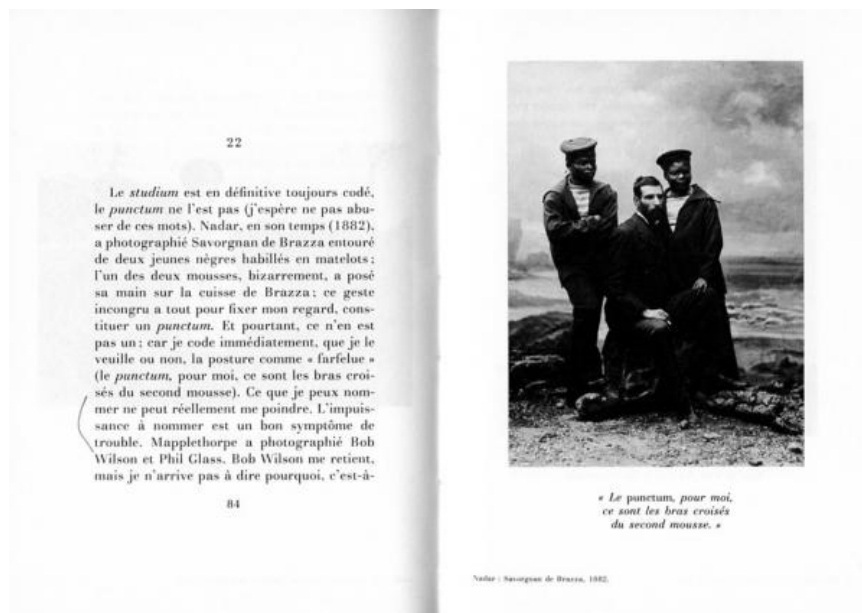 22
Le studium est en définitive toujours codé,
le punctum ne l'est pas (j'espère ne pas abu-
ser de ces mots). Nadar, en son temps (1882),
a photographié Savorgnan de Brazza entouré
de deux jeunes nègres habillés en matelots ;
l'un des deux mousses, bizarrement, a posé
sa main sur la cuisse de Brazza ; ce geste
incongru a tout pour fixer mon regard, cons-
tituer un punctum. Et pourtant, ce n'en est
pas un ; car je code immédiatement, que je le
veuille ou non, la posture comme « farfelue »
(le punctum, pour moi, ce sont les bras croi-
sés du second mousse). Ce que je peux nom-
mer ne peut réellement me poindre. L'impuis-
sance à nommer est un bon symptôme de
trouble. Mapplethorpe a photographié Bob
Wilson et Phil Glass. Bob Wilson me retient,
mais je n'arrive pas à dire pourquoi, c'est-à-
84
« Le punctum, pour moi,
ce sont les bras croisés
du second mousse. »
Nadar : Savorgnan de Brazza, 1882.